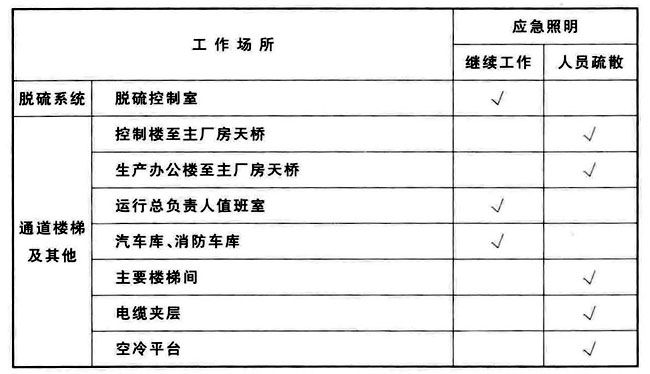 工作场所
应急照明
继续工作 人员疏散
脱硫系统 脱硫控制室 √
通道楼梯及其他
控制楼至主厂房天桥 √
生产办公楼至主厂房天桥 √
运行总负责人值班室 √
汽车库、消防车库 √
主要楼梯间 √
电缆夹层 √
空冷平台 √